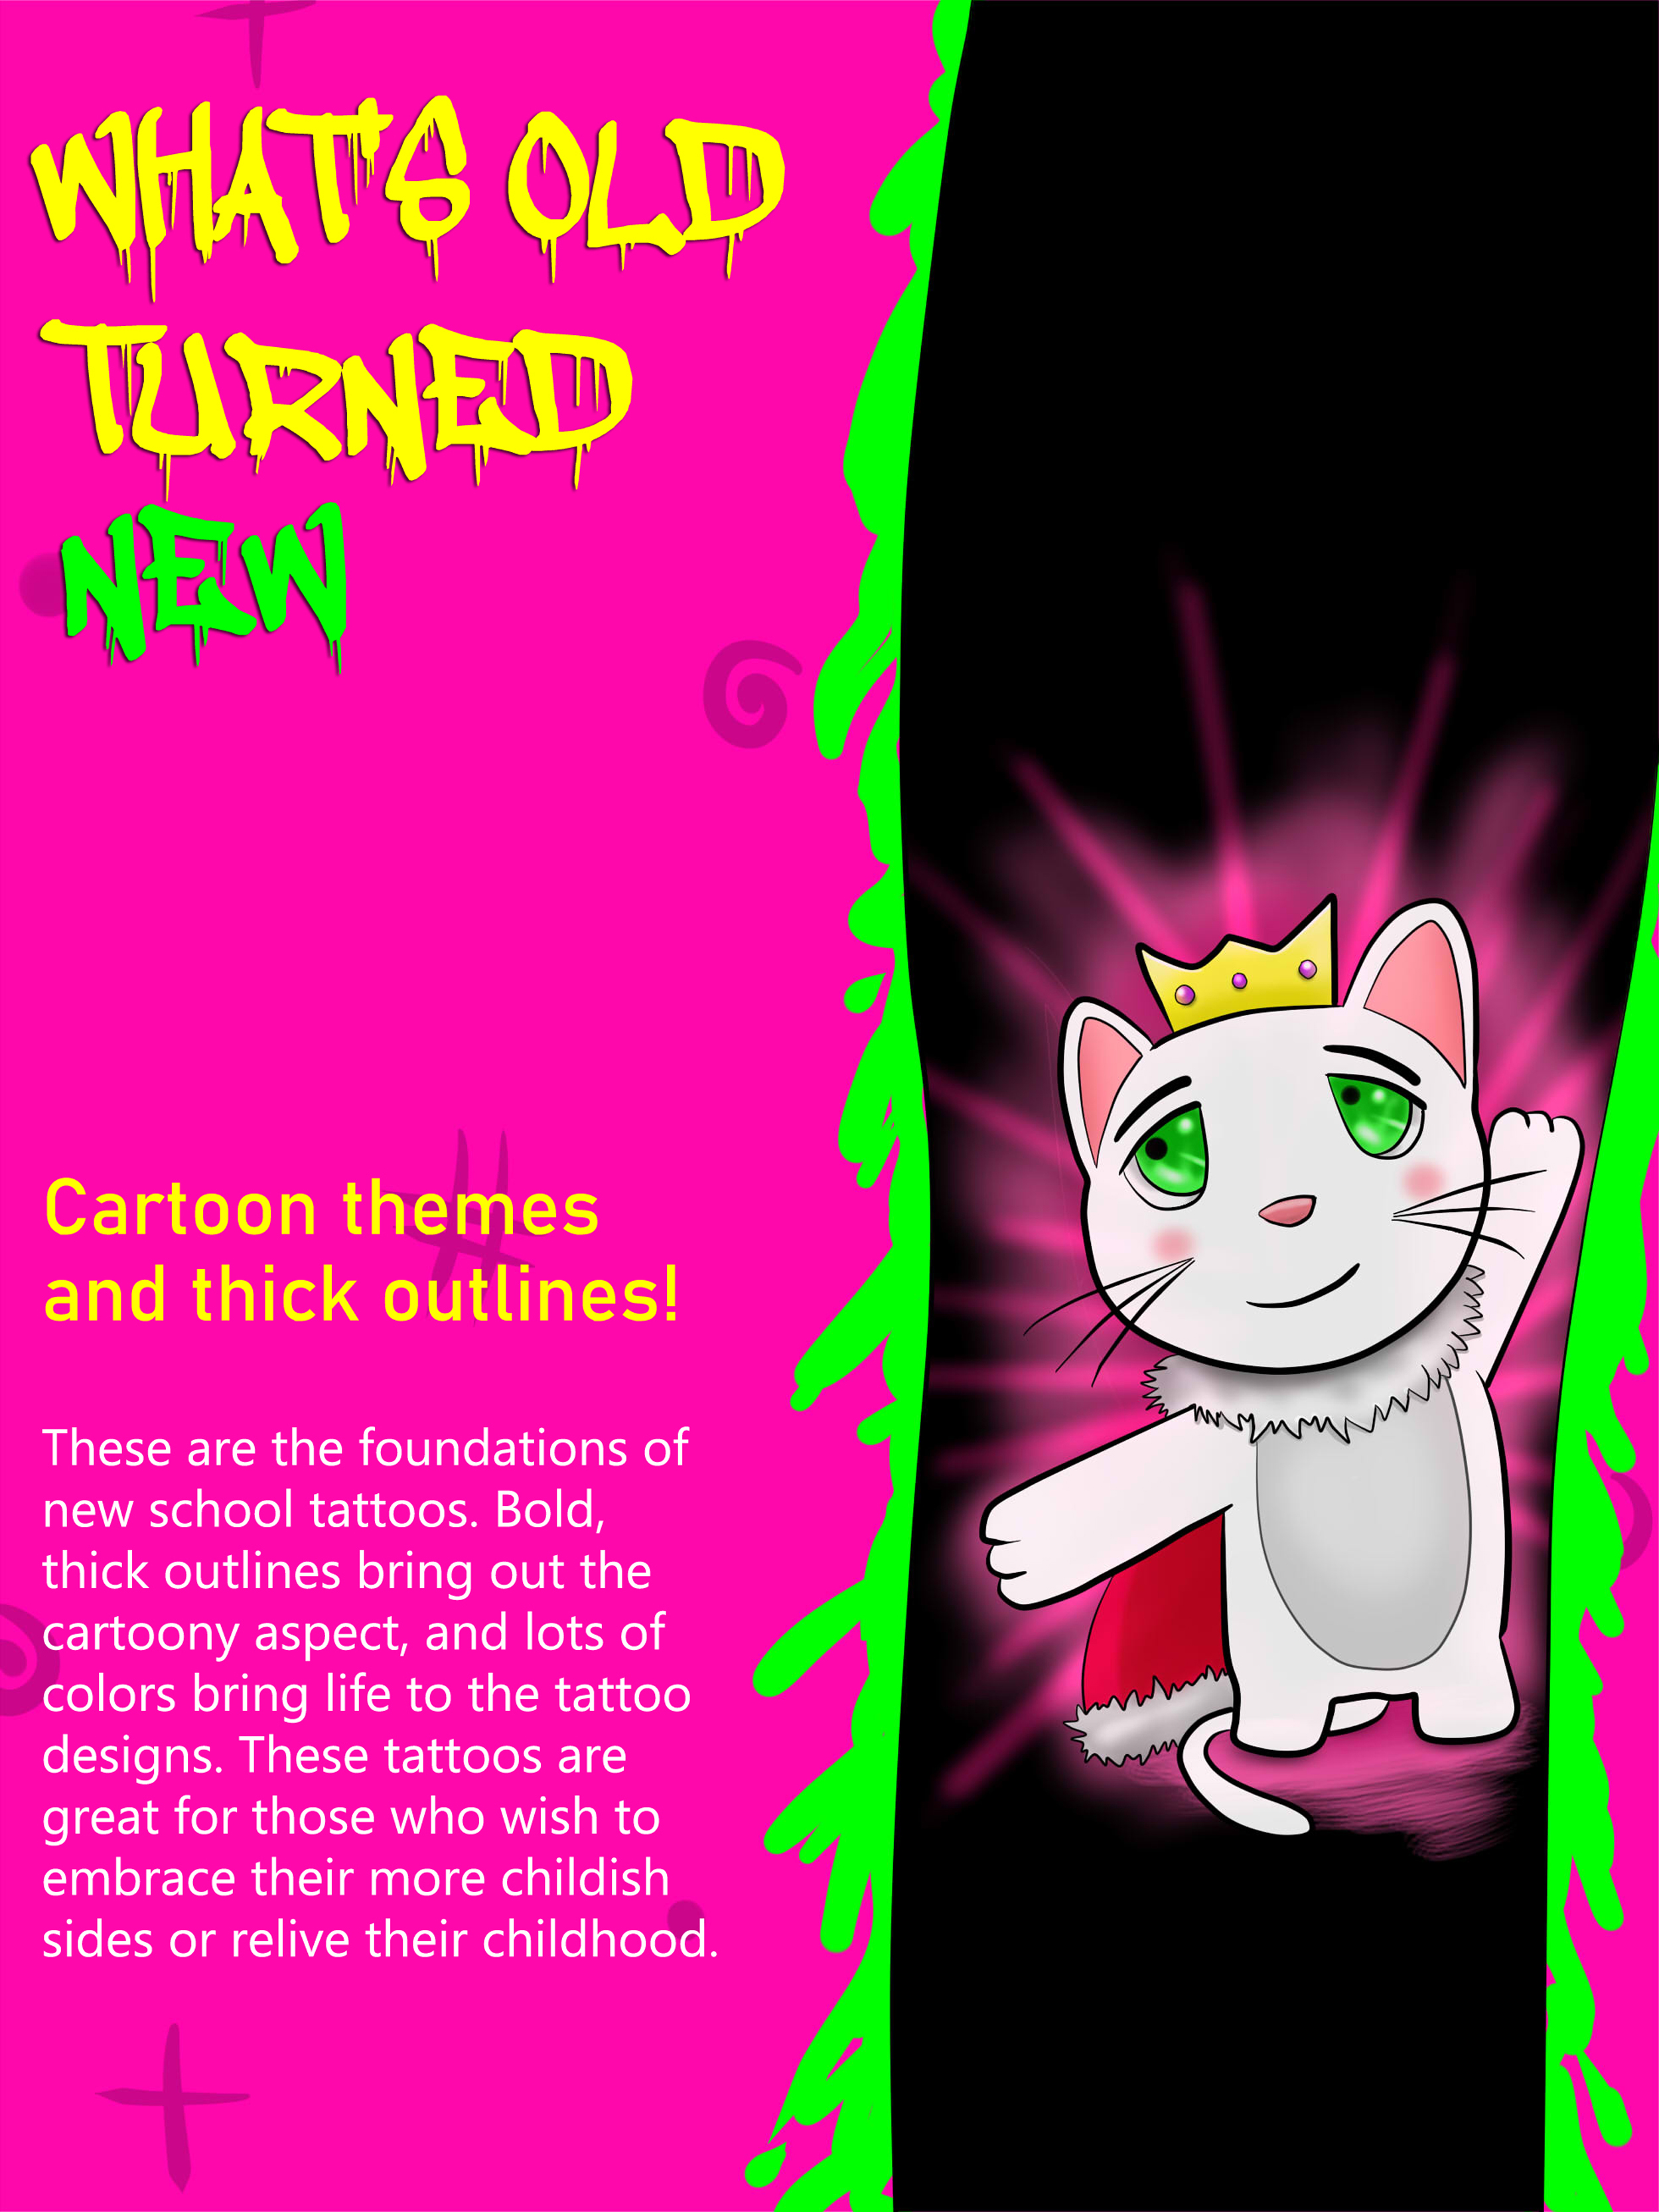 WHAT'S OLD
TURNED
NEW
Cartoon themes
and thick outlines!
These are the foundations of
new school tattoos. Bold,
thick outlines bring out the
cartoony aspect, and lots of
colors bring life to the tattoo
designs. These tattoos are
great for those who wish to
embrace their more childish
sides or relive their childhood.